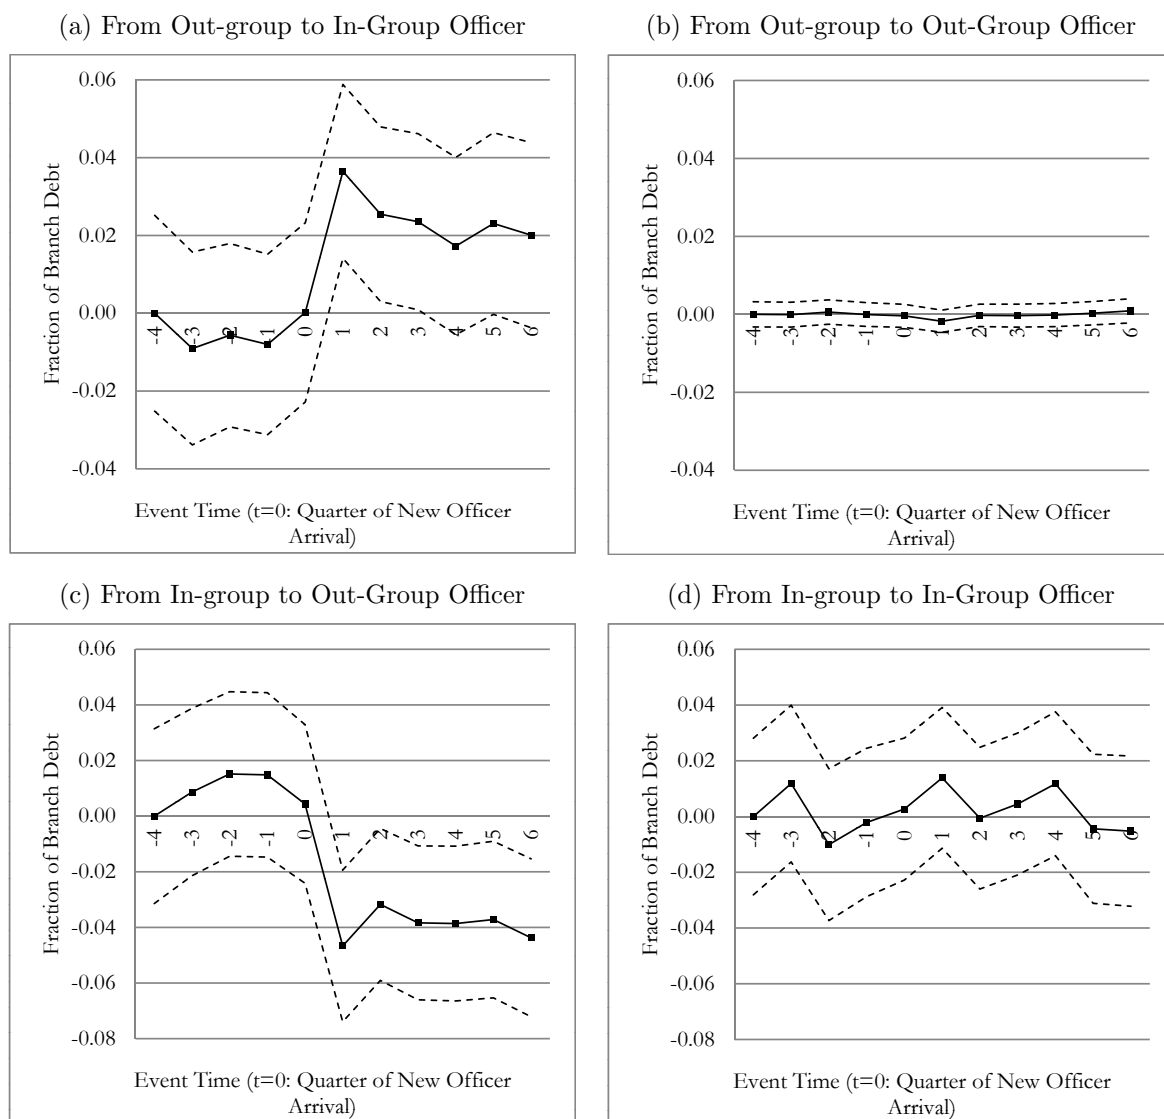 (a) From Out-group to In-Group Officer
0.06
0.04
0.02
0.00
-0.02
-0.04
Fraction of Branch Debt
-4 -3 -2 -1 0 1 2 3 4 5 6
Event Time (t=0: Quarter of New Officer
Arrival)
(b) From Out-group to Out-Group Officer
0.06
0.04
0.02
0.00
-0.02
-0.04
Fraction of Branch Debt
-4 -3 -2 -1 0 1 2 3 4 5 6
Event Time (t=0: Quarter of New Officer
Arrival)
(c) From In-group to Out-Group Officer
0.06
0.04
0.02
0.00
-0.02
-0.04
-0.06
-0.08
Fraction of Branch Debt
-4 -3 -2 -1 0 1 2 3 4 5 6
Event Time (t=0: Quarter of New Officer
Arrival)
(d) From In-group to In-Group Officer
0.06
0.04
0.02
0.00
-0.02
-0.04
-0.06
-0.08
Fraction of Branch Debt
-4 -3 -2 -1 0 1 2 3 4 5 6
Event Time (t=0: Quarter of New Officer
Arrival)